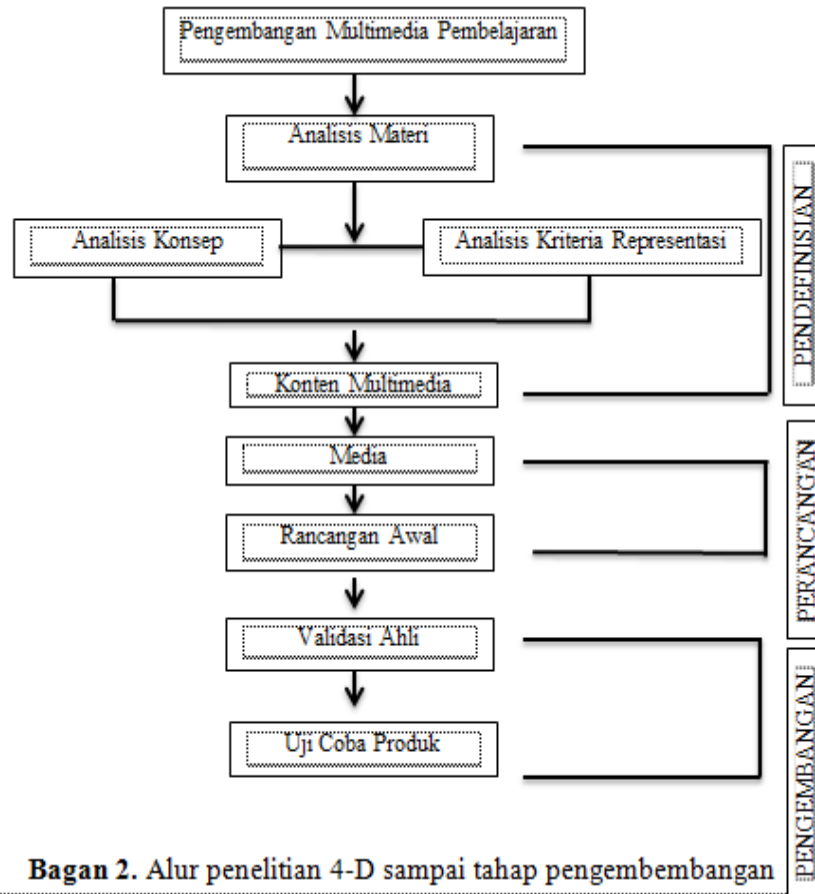 Pengembangan Multimedia Pembelajaran
Analisis Materi
Analisis Konsep
Analisis Kriteria Representasi
Konten Multimedia
Media
Rancangan Awal
Validasi Ahli
Uji Coba Produk
PENDEFINISIAN
PERANCANGAN
PENGEMBANGAN
Bagan 2. Alur penelitian 4-D sampai tahap pengembembangan